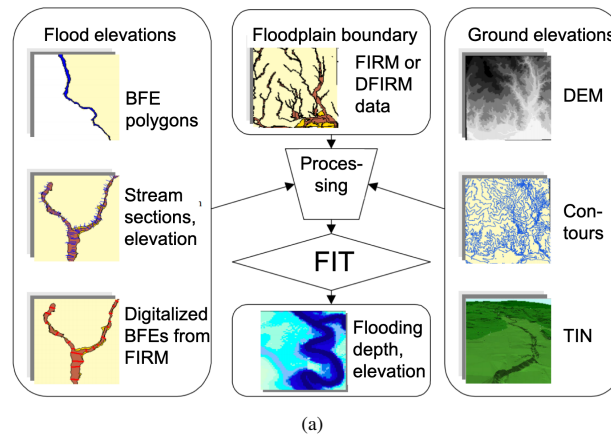 Flood elevations
BFE
polygons
Stream
sections,
elevation
Digitalized
BFEs from
FIRM
Floodplain boundary
FIRM or
DFIRM
data
Proces-
sing
FIT
Flooding
depth,
elevation
Ground elevations
DEM
Con-
tours
TIN
(a)